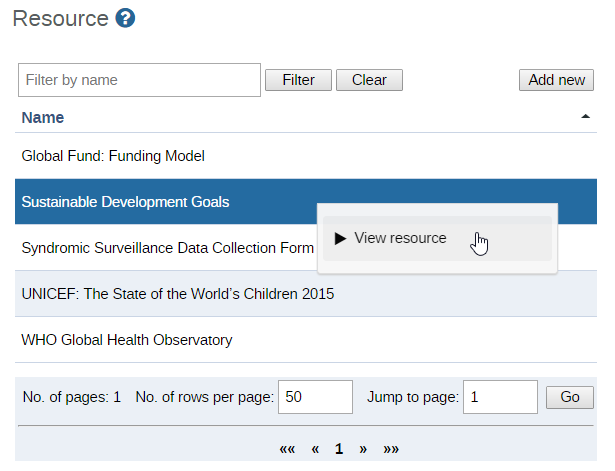 Resource ?
Filter by name Filter Clear Add new
Name
Global Fund: Funding Model
Sustainable Development Goals
View resource
Syndromic Surveillance Data Collection Form
UNICEF: The State of the World’s Children 2015
WHO Global Health Observatory
No. of pages: 1 No. of rows per page: 50 Jump to page: 1 Go
«« « 1 » »»